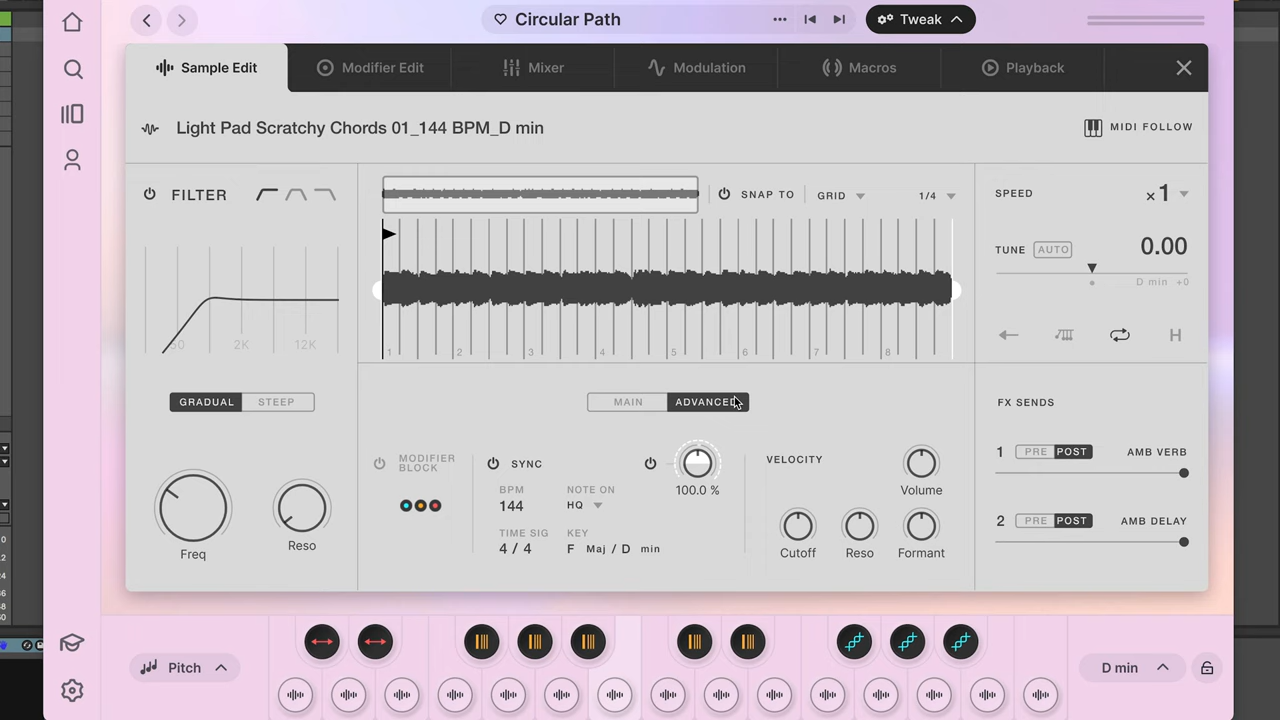 Circular Path
Tweak
Sample Edit
Modifier Edit
Mixer
Modulation
Macros
Playback
Light Pad Scratchy Chords 01_144 BPM_D min
MIDI FOLLOW
FILTER
SNAP TO
GRID
1/4
SPEED
×1
TUNE AUTO 0.00
D min +0
2K 12K
1 2 3 4 5 6 7 8
H
GRADUAL STEEP
MAIN ADVANCED
FX SENDS
MODIFIER
BLOCK
SYNC
100.0 %
VELOCITY
Volume
1 PRE POST AMB VERB
BPM
144
NOTE ON
HQ
TIME SIG
4 / 4
KEY
F Maj / D min
Cutoff Reso Formant
2 PRE POST AMB DELAY
Freq
Reso
Pitch
D min